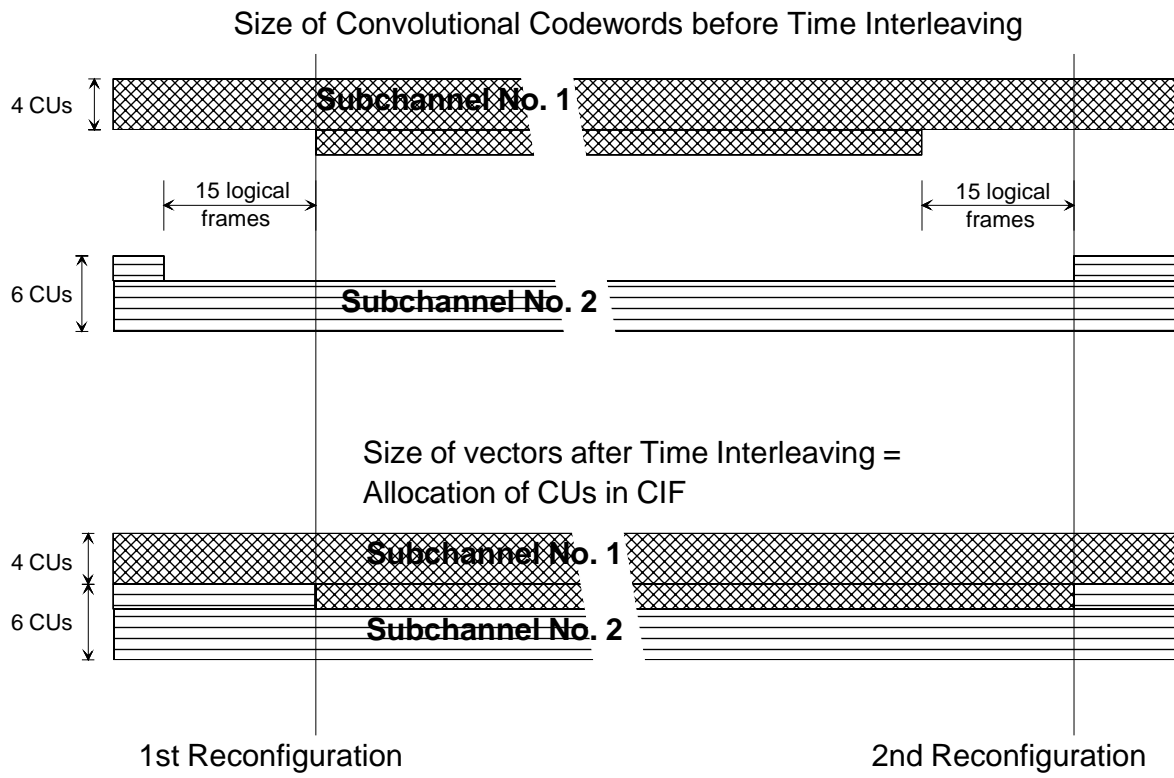 Size of Convolutional Codewords before Time Interleaving
4 CUs
Subchannel No. 1
15 logical
frames
15 logical
frames
6 CUs
Subchannel No. 2
Size of vectors after Time Interleaving =
Allocation of CUs in CIF
4 CUs
Subchannel No. 1
6 CUs
Subchannel No. 2
1st Reconfiguration
2nd Reconfiguration